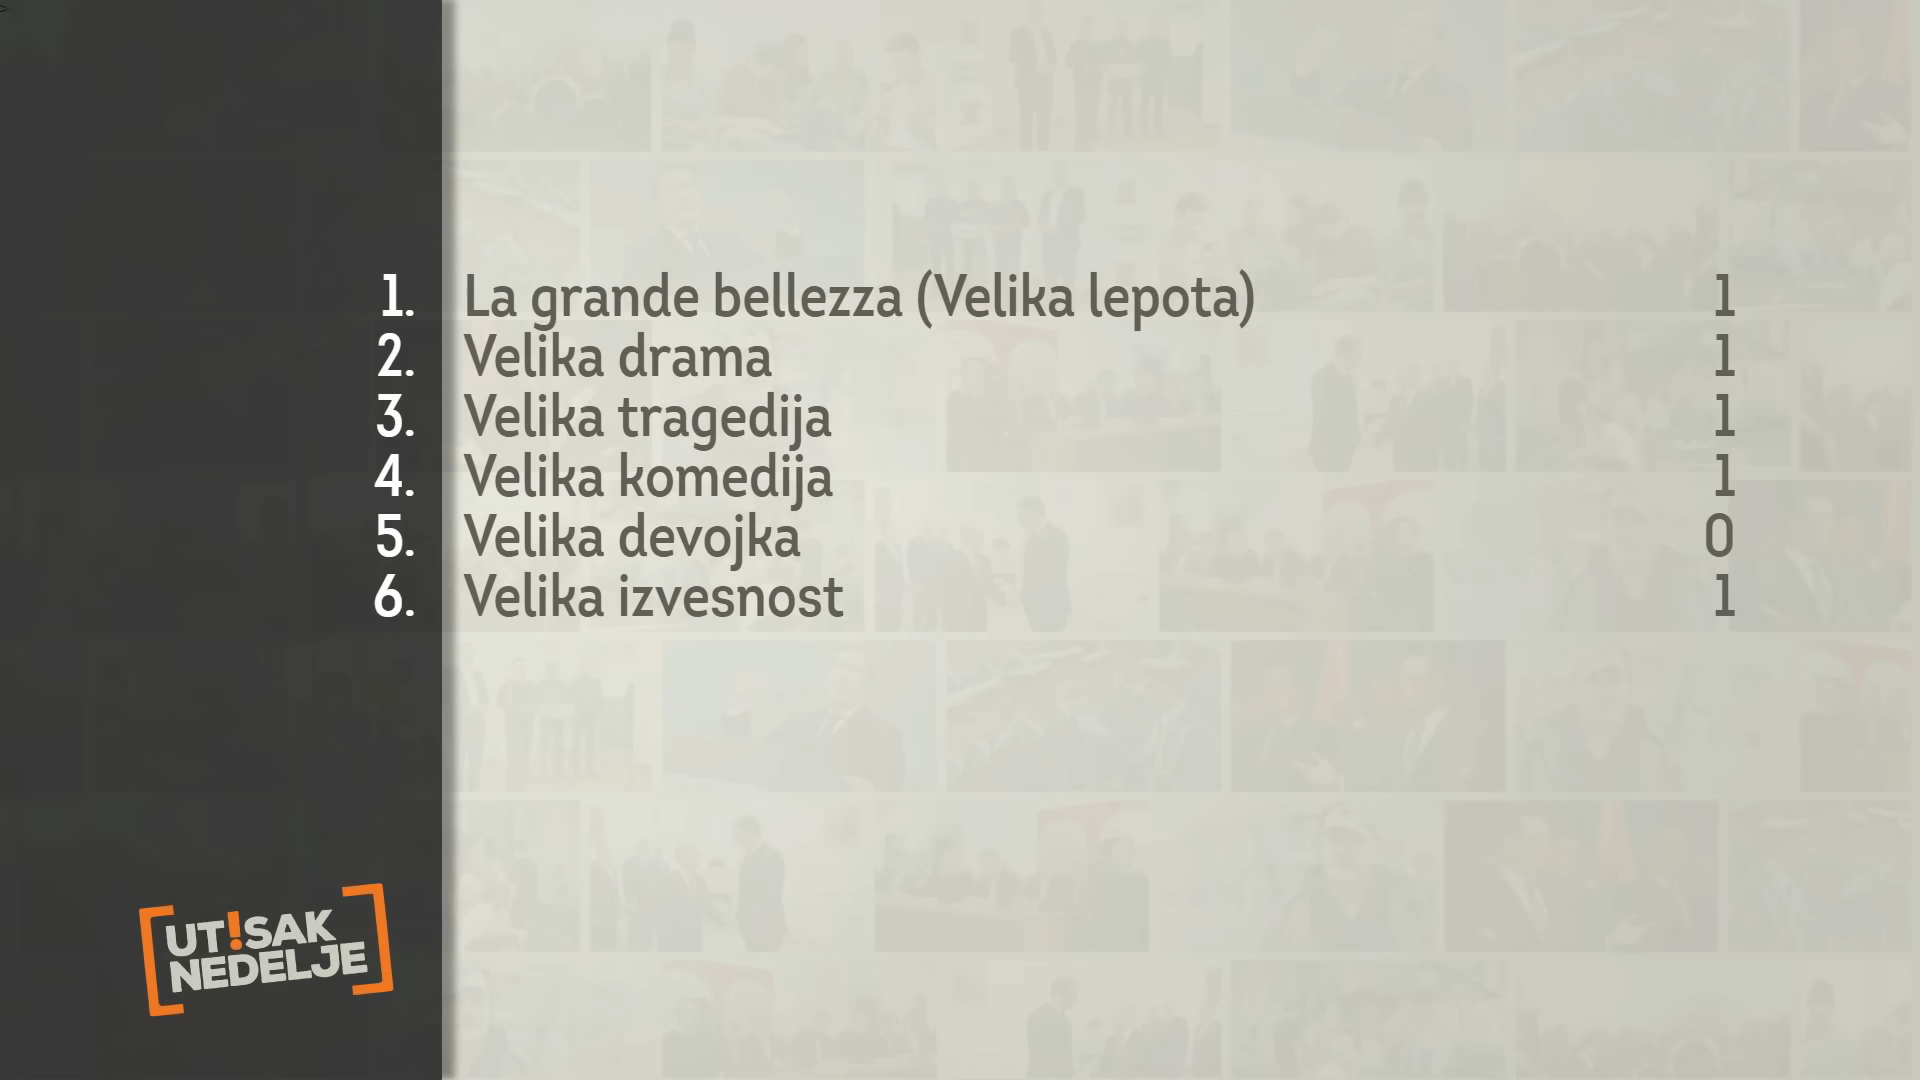 1. La grande bellezza (Velika lepota) 1
2. Velika drama 1
3. Velika tragedija 1
4. Velika komedija 1
5. Velika devojka 0
6. Velika izvesnost 1
UT!SAK
NEDELJE